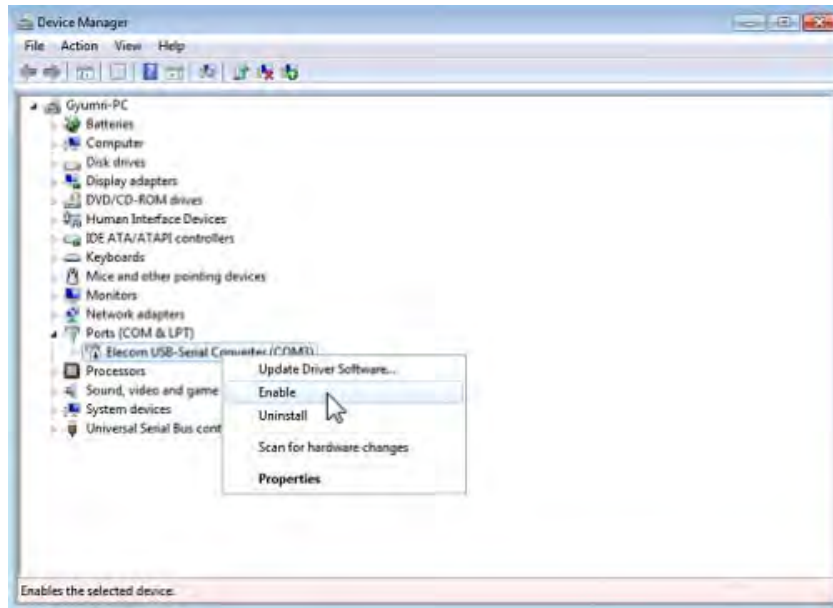 Device Manager
File Action View Help
Gyumri-PC
Batteries
Computer
Disk drives
Display adapters
DVD/CD-ROM drives
Human Interface Devices
IDE ATA/ATAPI controllers
Keyboards
Mice and other pointing devices
Monitors
Network adapters
Ports (COM & LPT)
Elecom USB-Serial Converter (COM3)
Processors
Sound, video and game
System devices
Universal Serial Bus cont
Update Driver Software...
Enable
Uninstall
Scan for hardware changes
Properties
Enables the selected device.